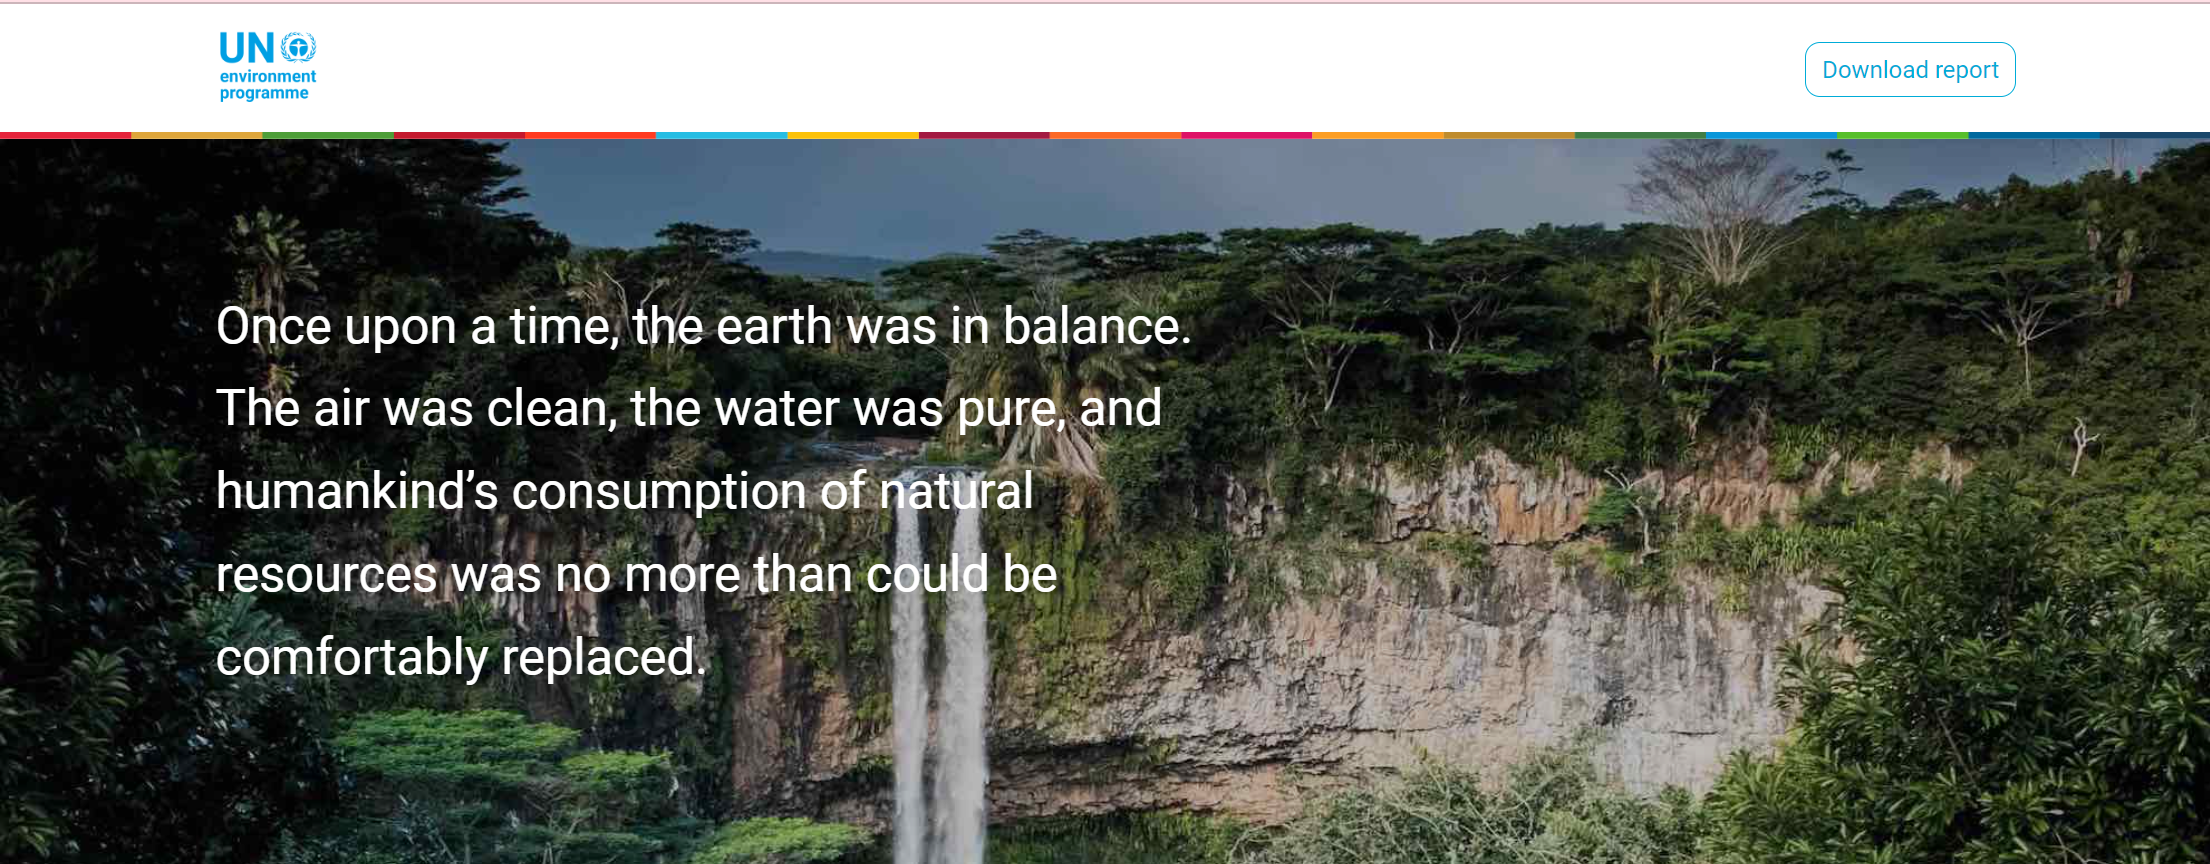 UN
environment
programme
Download report
Once upon a time, the earth was in balance.
The air was clean, the water was pure, and
humankind’s consumption of natural
resources was no more than could be
comfortably replaced.